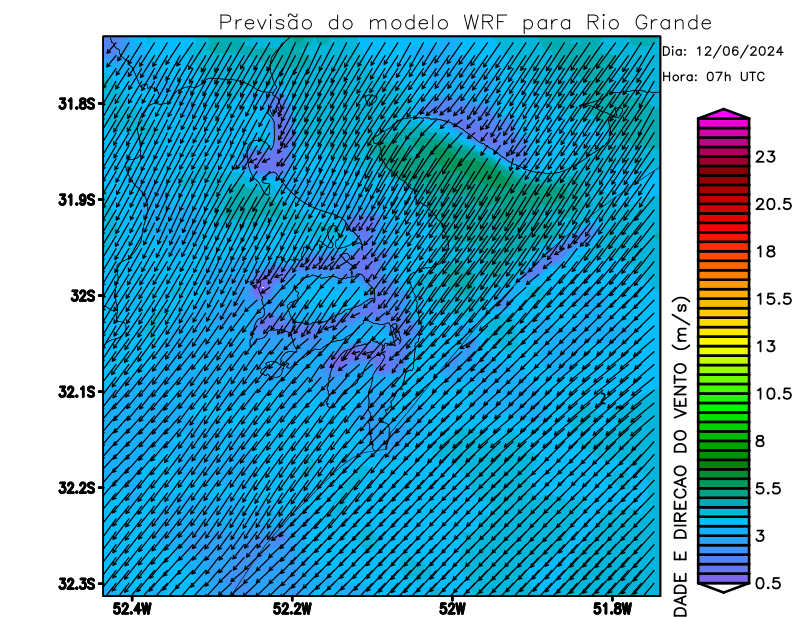 Previsão do modelo WRF para Rio Grande
Dia: 12/06/2024
Hora: 07h UTC
31.8S
31.9S
32S
32.1S
32.2S
32.3S
52.4W
52.2W
52W
51.8W
23
20.5
18
15.5
13
10.5
8
5.5
3
0.5
DADE E DIRECAO DO VENTO (m/s)